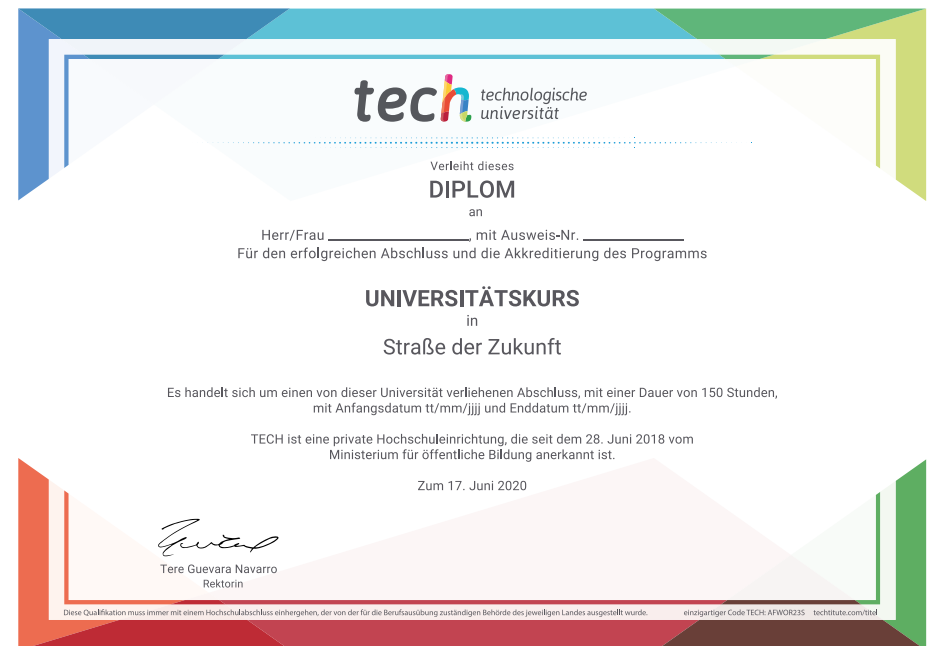 tech technologische
universität
Verleiht dieses
DIPLOM
an
Herr/Frau ____________, mit Ausweis-Nr. ____________
Für den erfolgreichen Abschluss und die Akkreditierung des Programms
UNIVERSITÄTSKURS
in
Straße der Zukunft
Es handelt sich um einen von dieser Universität verliehenen Abschluss, mit einer Dauer von 150 Stunden,
mit Anfangsdatum tt/mm/jjjj und Enddatum tt/mm/jjjj.
TECH ist eine private Hochschuleinrichtung, die seit dem 28. Juni 2018 vom
Ministerium für öffentliche Bildung anerkannt ist.
Zum 17. Juni 2020
Tere Guevara Navarro
Rektorin
Diese Qualifikation muss immer mit einem Hochschulabschluss einhergehen, der von der für die Berufsausübung zuständigen Behörde des jeweiligen Landes ausgestellt wurde. einzigartiger Code TECH: AFWOR23S techtitute.com/titel